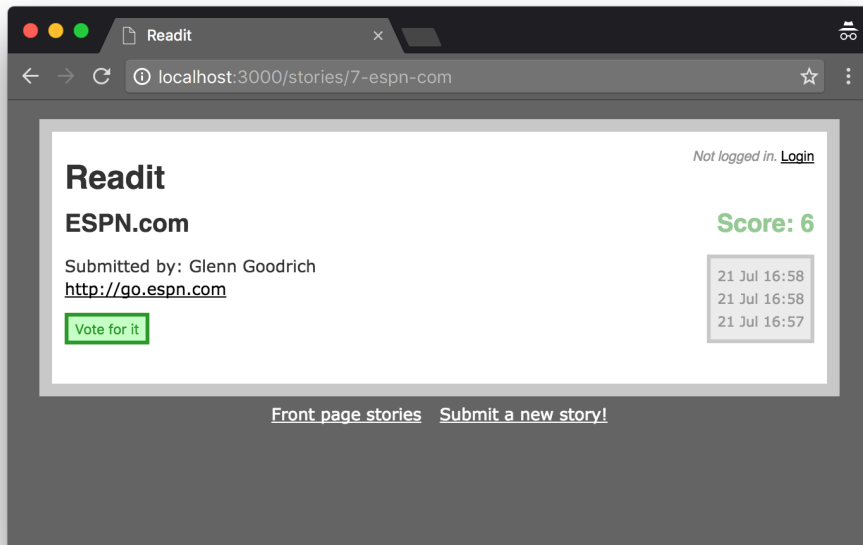 Readit
localhost:3000/stories/7-espn-com
Not logged in. Login
Readit
ESPN.com
Score: 6
Submitted by: Glenn Goodrich
http://go.espn.com
Vote for it
21 Jul 16:58
21 Jul 16:58
21 Jul 16:57
Front page stories Submit a new story!